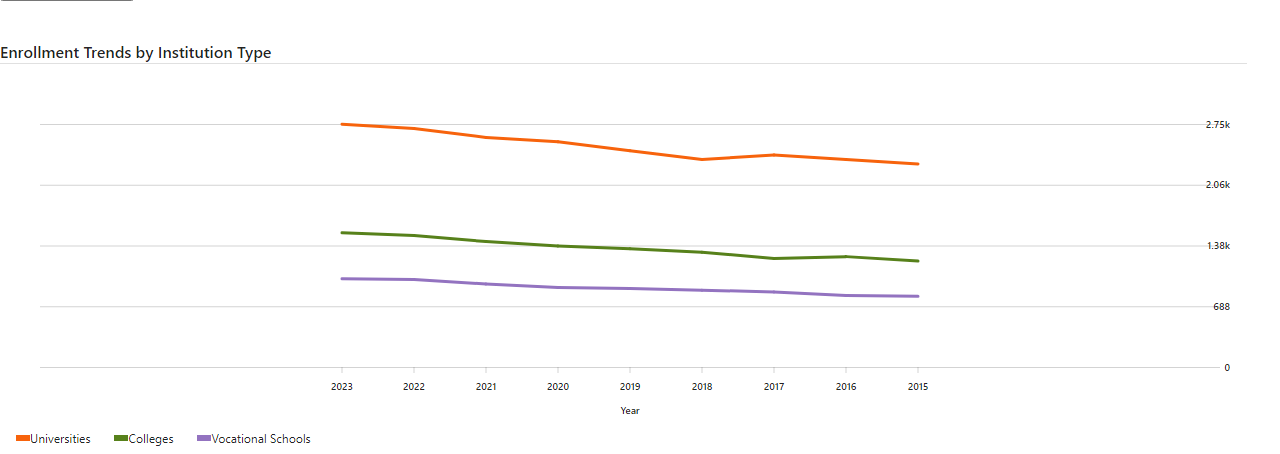 Enrollment Trends by Institution Type
2.75k
2.06k
1.38k
688
0
2023 2022 2021 2020 2019 2018 2017 2016 2015
Year
Universities Colleges Vocational Schools